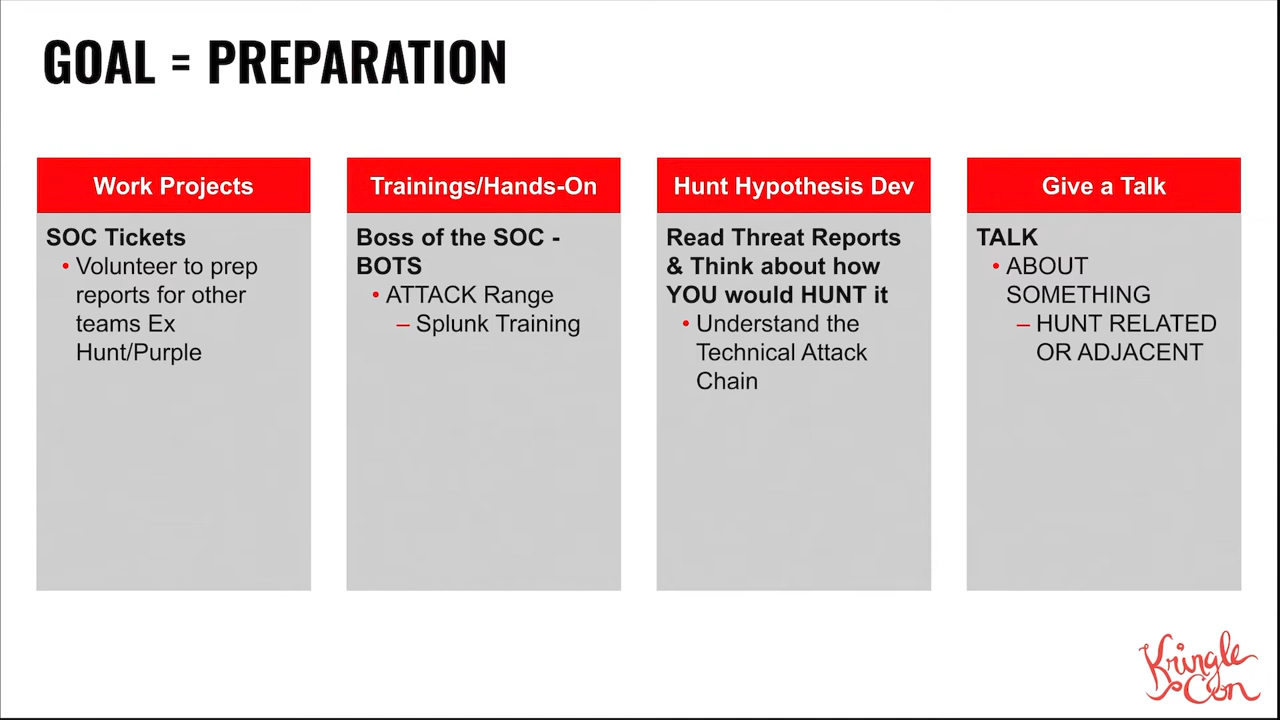 GOAL = PREPARATION
Work Projects
SOC Tickets
• Volunteer to prep
reports for other
teams Ex
Hunt/Purple
Trainings/Hands-On
Boss of the SOC -
BOTS
• ATTACK Range
– Splunk Training
Hunt Hypothesis Dev
Read Threat Reports
& Think about how
YOU would HUNT it
• Understand the
Technical Attack
Chain
Give a Talk
TALK
• ABOUT
SOMETHING
– HUNT RELATED
OR ADJACENT
Kringle
Con